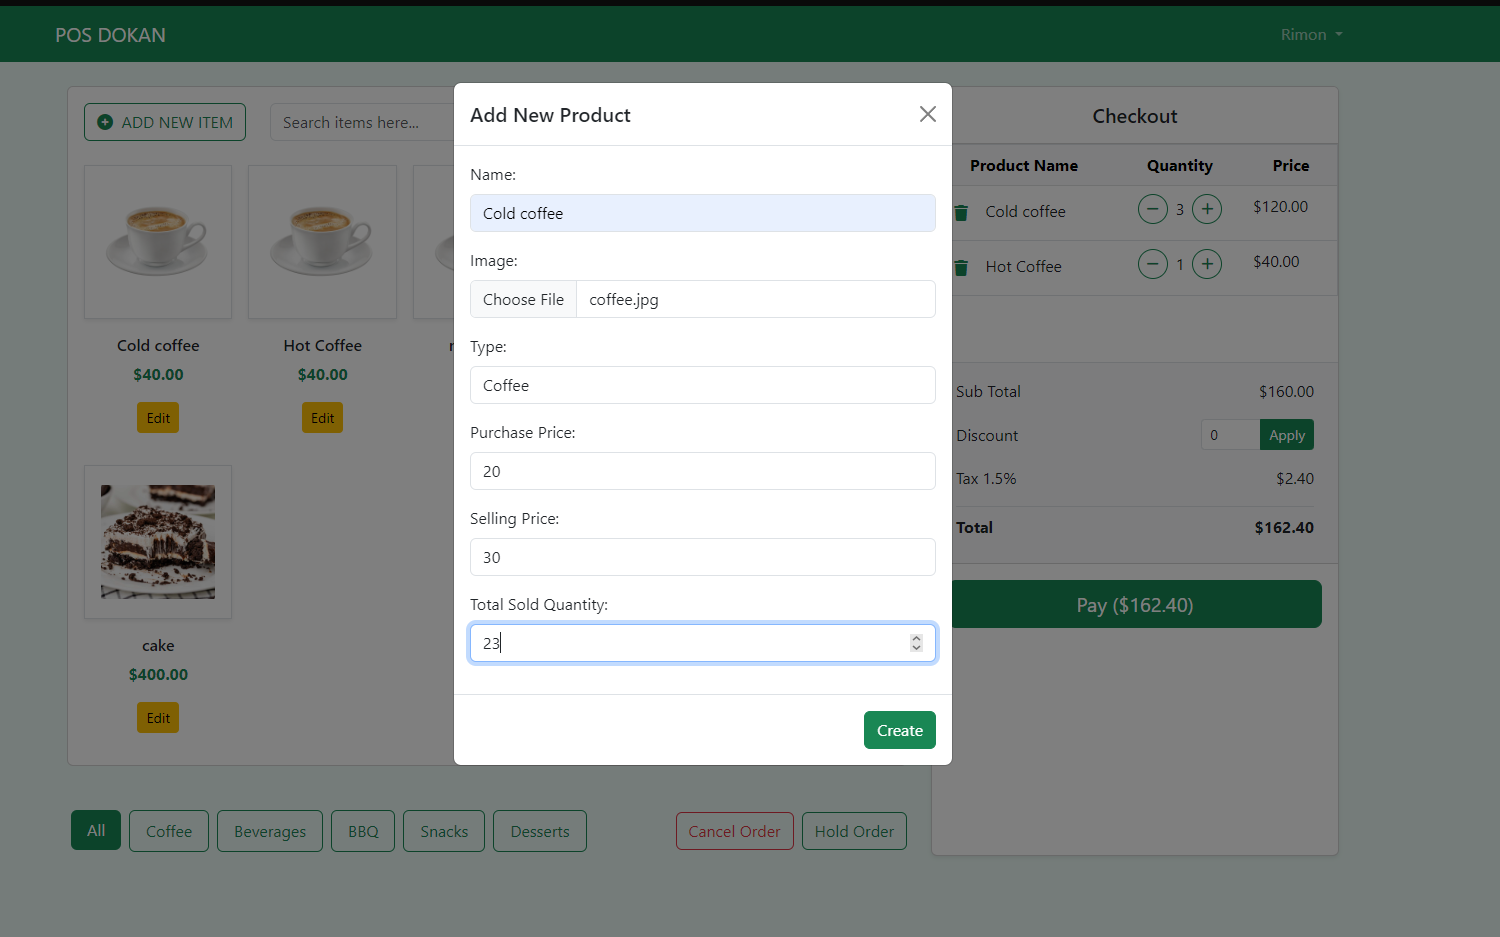 POS DOKAN
Rimon
ADD NEW ITEM
Search items here...
Cold coffee
$40.00
Edit
Hot Coffee
$40.00
Edit
cake
$400.00
Edit
Add New Product
Name:
Cold coffee
Image:
Choose File coffee.jpg
Type:
Coffee
Purchase Price:
20
Selling Price:
30
Total Sold Quantity:
23
Create
Checkout
Product Name Quantity Price
Cold coffee 3 $120.00
Hot Coffee 1 $40.00
Sub Total $160.00
Discount 0 Apply
Tax 1.5% $2.40
Total $162.40
Pay ($162.40)
All Coffee Beverages BBQ Snacks Desserts
Cancel Order Hold Order